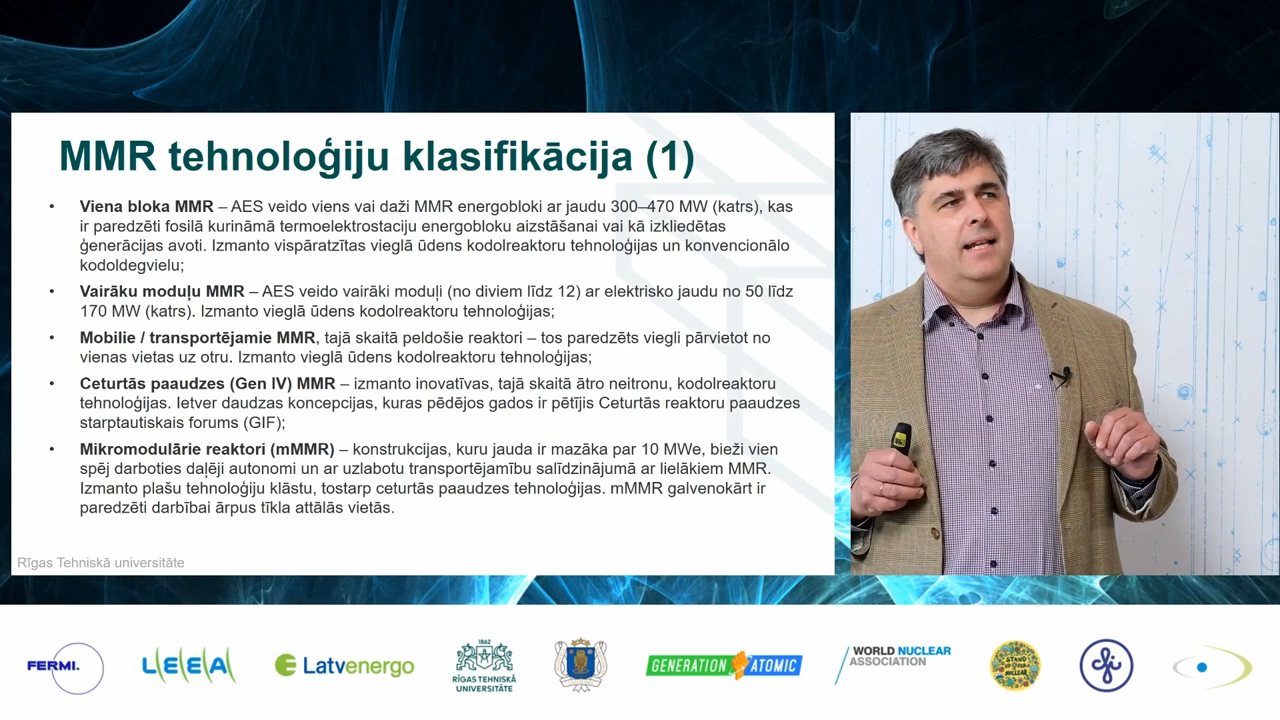 MMR tehnoloģiju klasifikācija (1)
• Viena bloka MMR – AES veido viens vai daži MMR energobloki ar jaudu 300–470 MW (katrs), kas
ir paredzēti fosilā kurināmā termoelektrostaciju energobloku aizstāšanai vai kā izkliedētas
ģenerācijas avoti. Izmanto vispāratzītas vieglā ūdens kodolreaktoru tehnoloģijas un konvencionālo
kodoldegvielu;
• Vairāku moduļu MMR – AES veido vairāki moduļi (no diviem līdz 12) ar elektrisko jaudu no 50 līdz
170 MW (katrs). Izmanto vieglā ūdens kodolreaktoru tehnoloģijas;
• Mobilie / transportējamie MMR, tajā skaitā peldošie reaktori – tos paredzēts viegli pārvietot no
vienas vietas uz otru. Izmanto vieglā ūdens kodolreaktoru tehnoloģijas;
• Ceturtās paaudzes (Gen IV) MMR – izmanto inovatīvas, tajā skaitā ātro neitronu, kodolreaktoru
tehnoloģijas. Ietver daudzas koncepcijas, kuras pēdējos gados ir pētījis Ceturtās reaktoru paaudzes
starptautiskais forums (GIF);
• Mikromodulārie reaktori (mMMR) – konstrukcijas, kuru jauda ir mazāka par 10 MWe, bieži vien
spēj darboties daļēji autonomi un ar uzlabotu transportējamību salīdzinājumā ar lielākiem MMR.
Izmanto plašu tehnoloģiju klāstu, tostarp ceturtās paaudzes tehnoloģijas. mMMR galvenokārt ir
paredzēti darbībai ārpus tīkla attālās vietās.
Rīgas Tehniskā universitāte
FERMI.
LEEA
Latvenergo
1862
RĪGAS TEHNISKĀ
UNIVERSITĀTE
GENERATION ATOMIC
WORLD NUCLEAR
ASSOCIATION
STAND
UP FOR
NUCLEAR